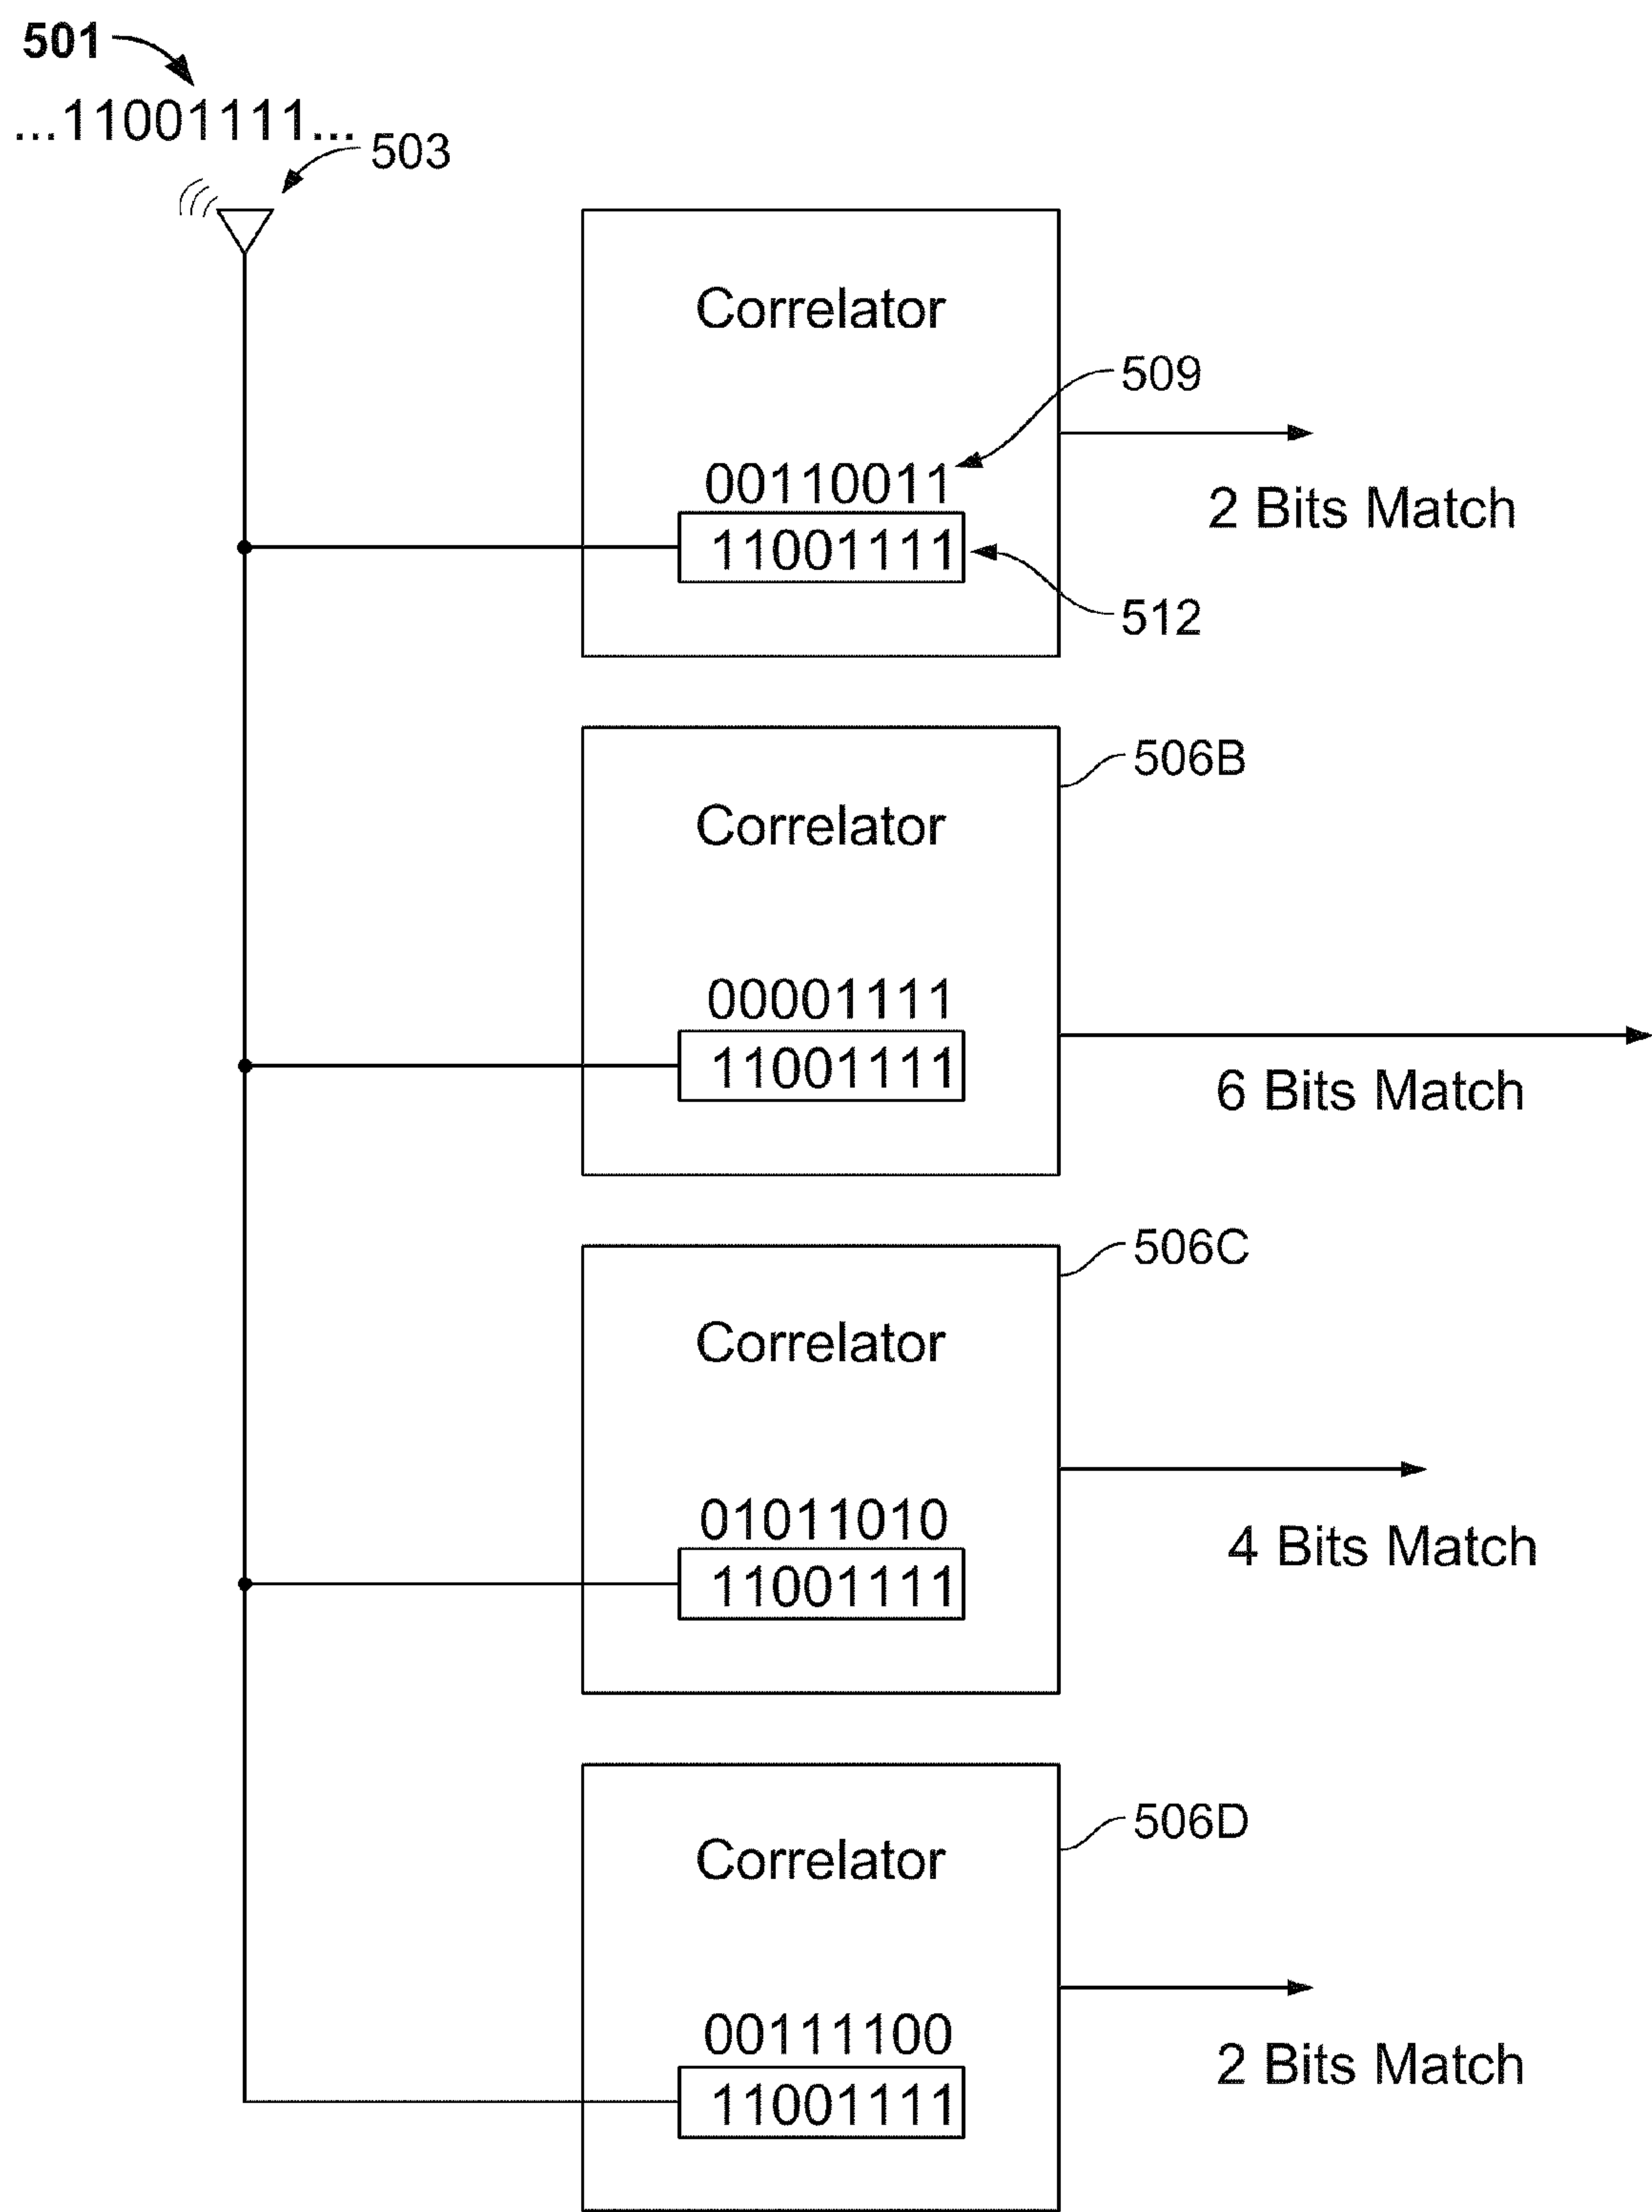 501
...11001111...
503
Correlator
509
00110011
2 Bits Match
11001111
512
506B
Correlator
00001111
11001111
6 Bits Match
506C
Correlator
01011010
4 Bits Match
11001111
506D
Correlator
00111100
2 Bits Match
11001111